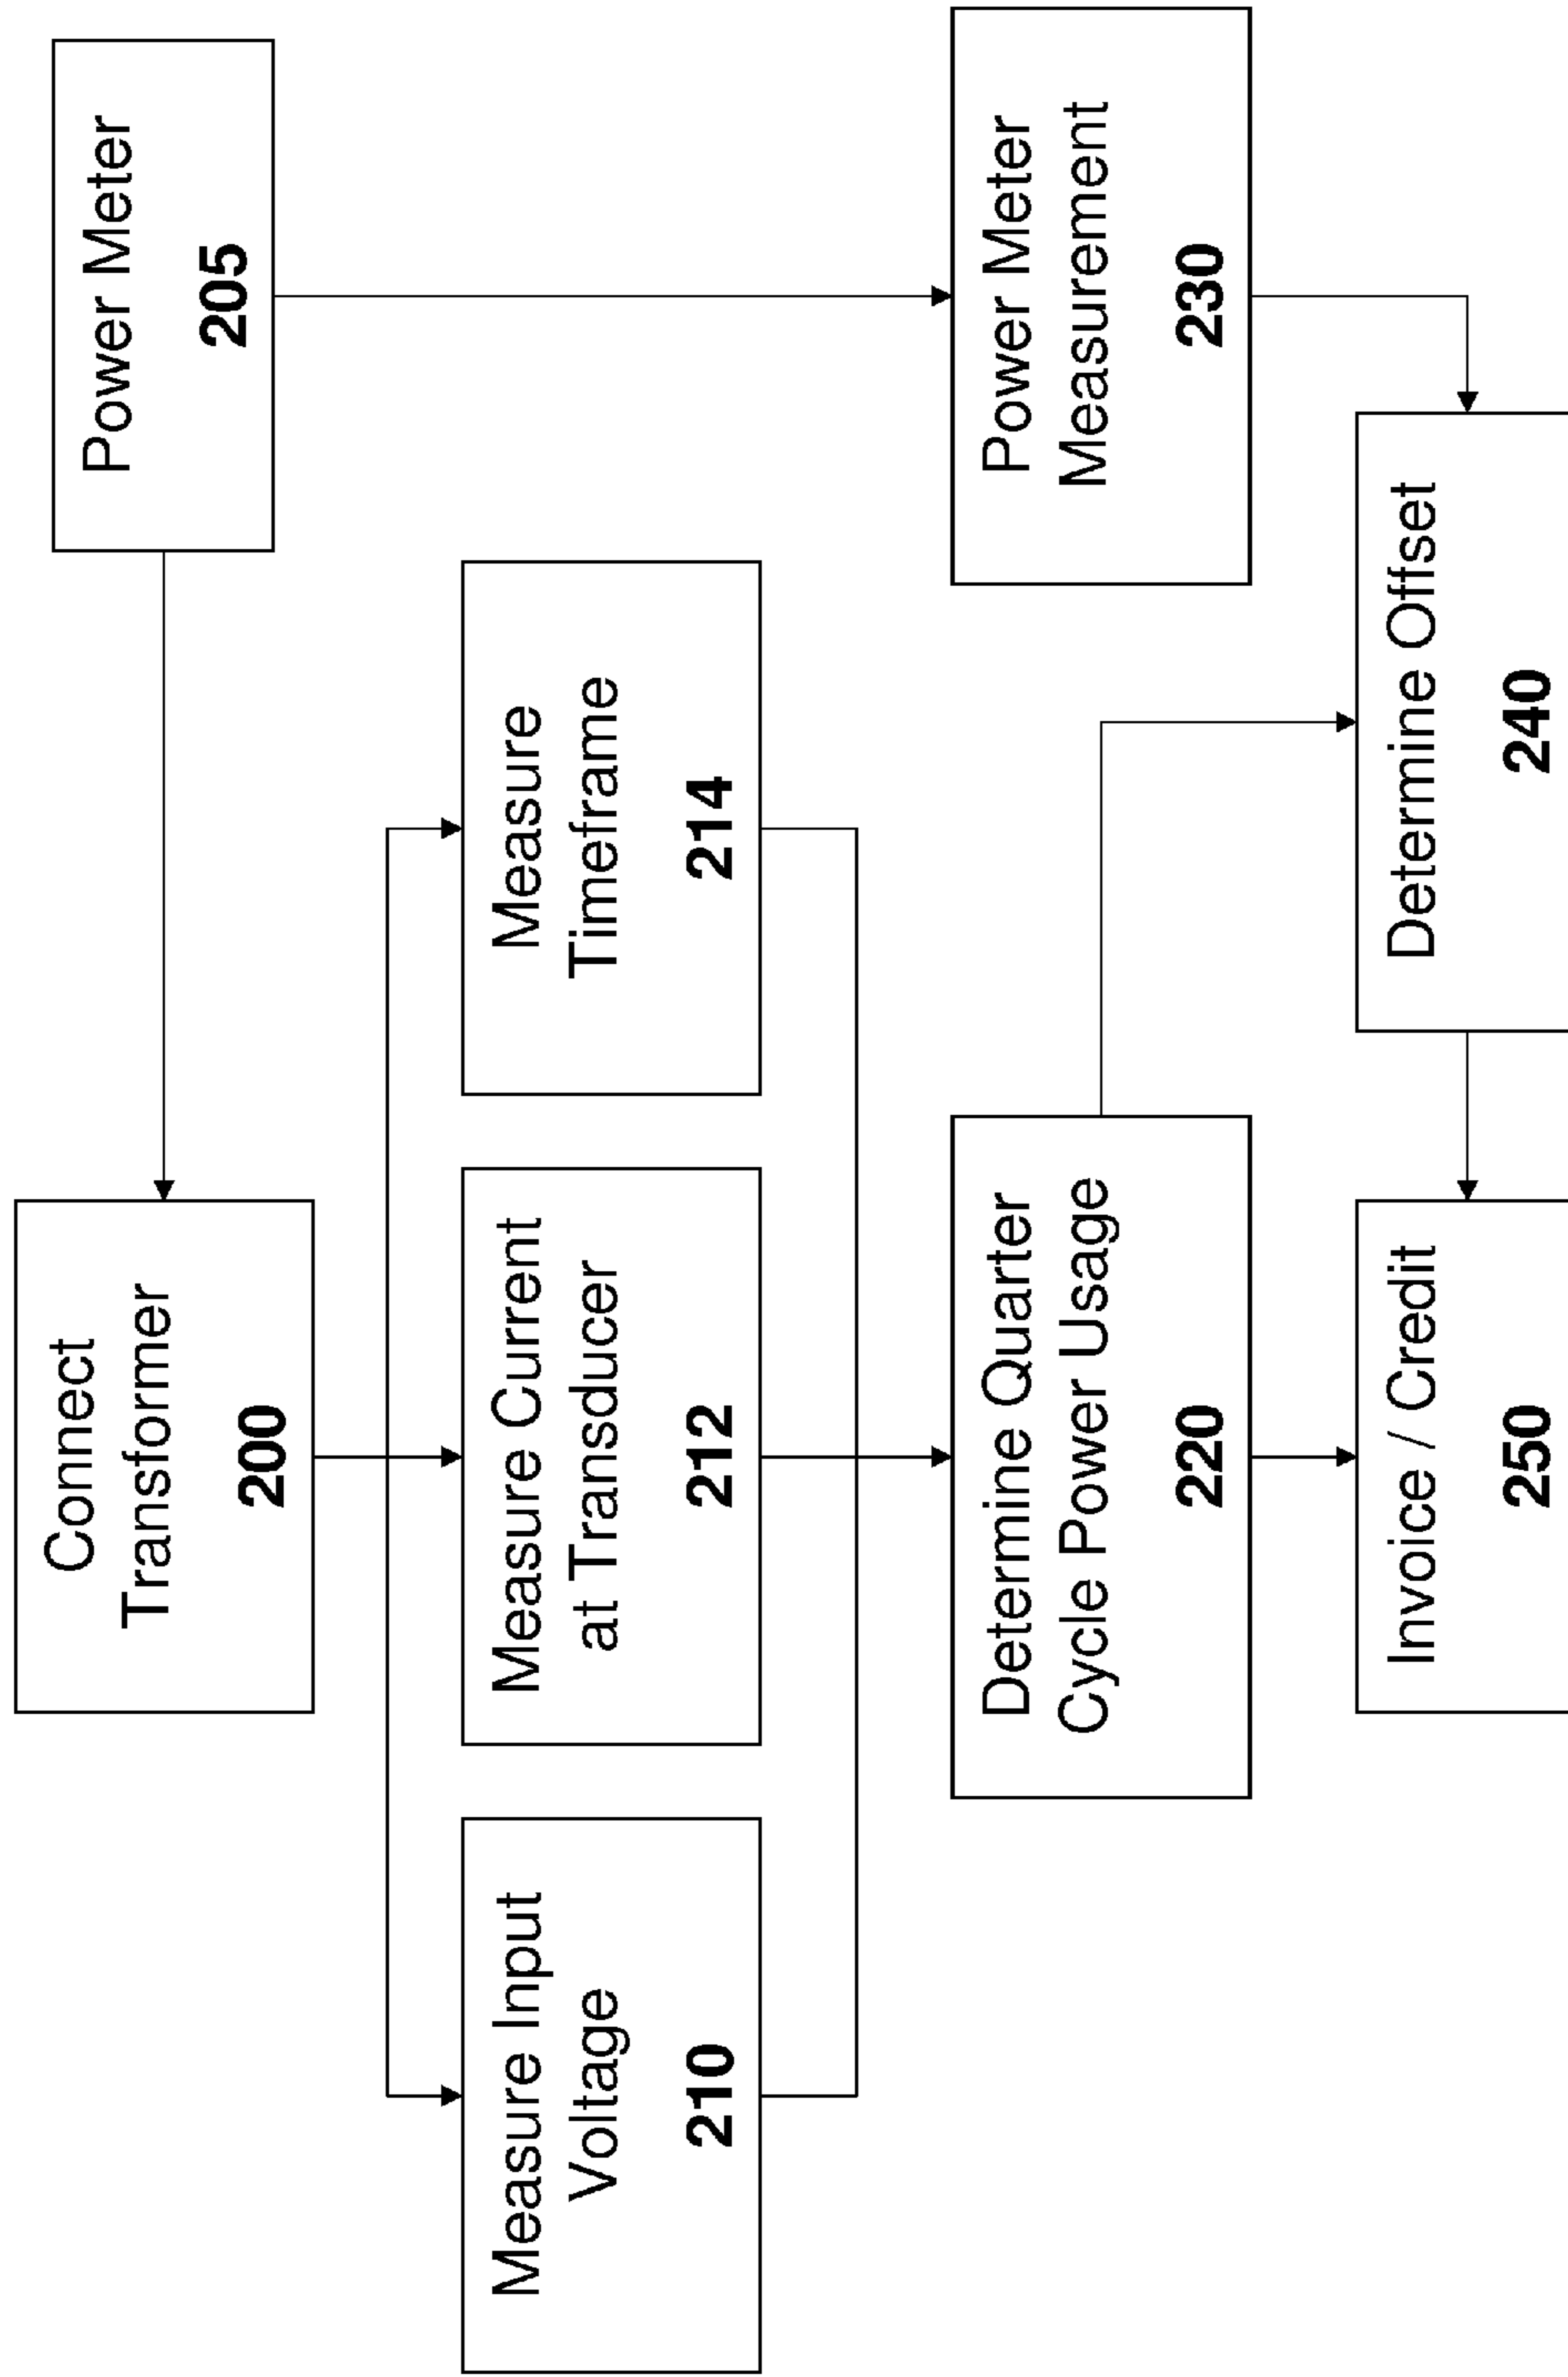 Connect
Transformer
200
Power Meter
205
Measure Input
Voltage
210
Measure Current
at Transducer
212
Measure
Timeframe
214
Determine Quarter
Cycle Power Usage
220
Power Meter
Measurement
230
Invoice / Credit
250
Determine Offset
240